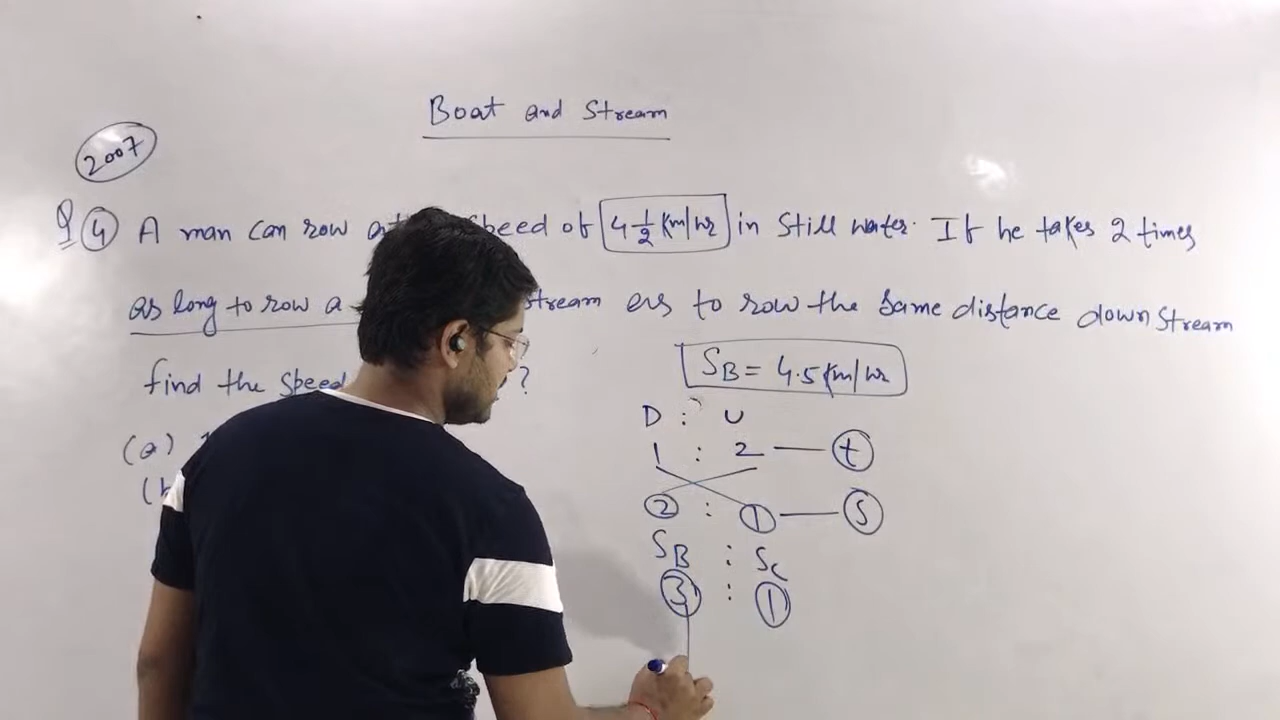 Boat and Stream
2007
Q 4 A man can row speed of 4 1/2 Km/hr in Still water. If he takes 2 times
as long to row a stream as to row the same distance down Stream
find the speed ?
SB = 4.5 Km/hr
(a)
D : U
1 : 2 — t
2 : 1 — S
SB : Sc
3 : 1